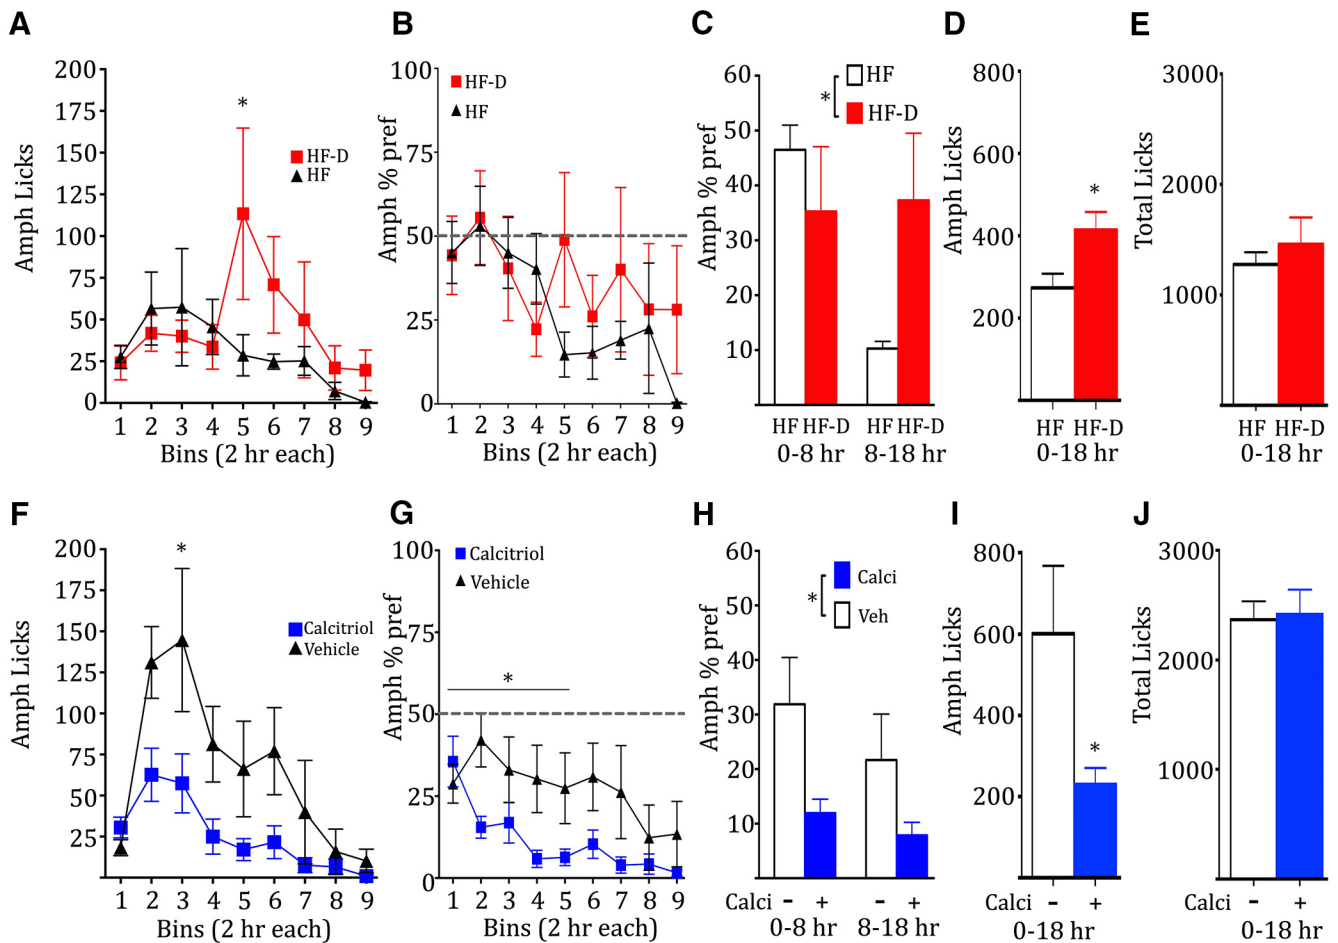 A
200
175
150
125
100
75
50
25
0
Amph Licks
*
HF-D
HF
1 2 3 4 5 6 7 8 9
Bins (2 hr each)
B
100
75
50
25
0
Amph % pref
HF-D
HF
1 2 3 4 5 6 7 8 9
Bins (2 hr each)
C
60
50
40
30
20
10
Amph % pref
*
HF
HF-D
HF HF-D HF HF-D
0-8 hr 8-18 hr
D
800
600
400
200
Amph Licks
*
HF HF-D
0-18 hr
E
3000
2000
1000
Total Licks
HF HF-D
0-18 hr
F
200
175
150
125
100
75
50
25
Amph Licks
*
Calcitriol
Vehicle
1 2 3 4 5 6 7 8 9
Bins (2 hr each)
G
100
75
50
25
0
Amph % pref
Calcitriol
Vehicle
*
1 2 3 4 5 6 7 8 9
Bins (2 hr each)
H
60
50
40
30
20
10
Amph % pref
*
Calci
Veh
Calci - + - +
0-8 hr 8-18 hr
I
800
600
400
200
Amph Licks
*
Calci - +
0-18 hr
J
3000
2000
1000
Total Licks
Calci - +
0-18 hr